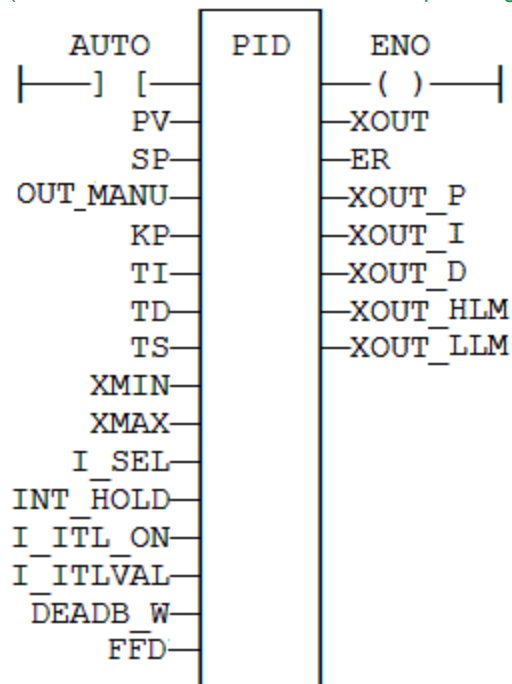 AUTO PID ENO
] [ ( )
PV XOUT
SP ER
OUT_MANU XOUT_P
KP XOUT_I
TI XOUT_D
TD XOUT_HLM
TS XOUT_LLM
XMIN
XMAX
I_SEL
INT_HOLD
I_ITL_ON
I_ITLVAL
DEADB_W
FFD